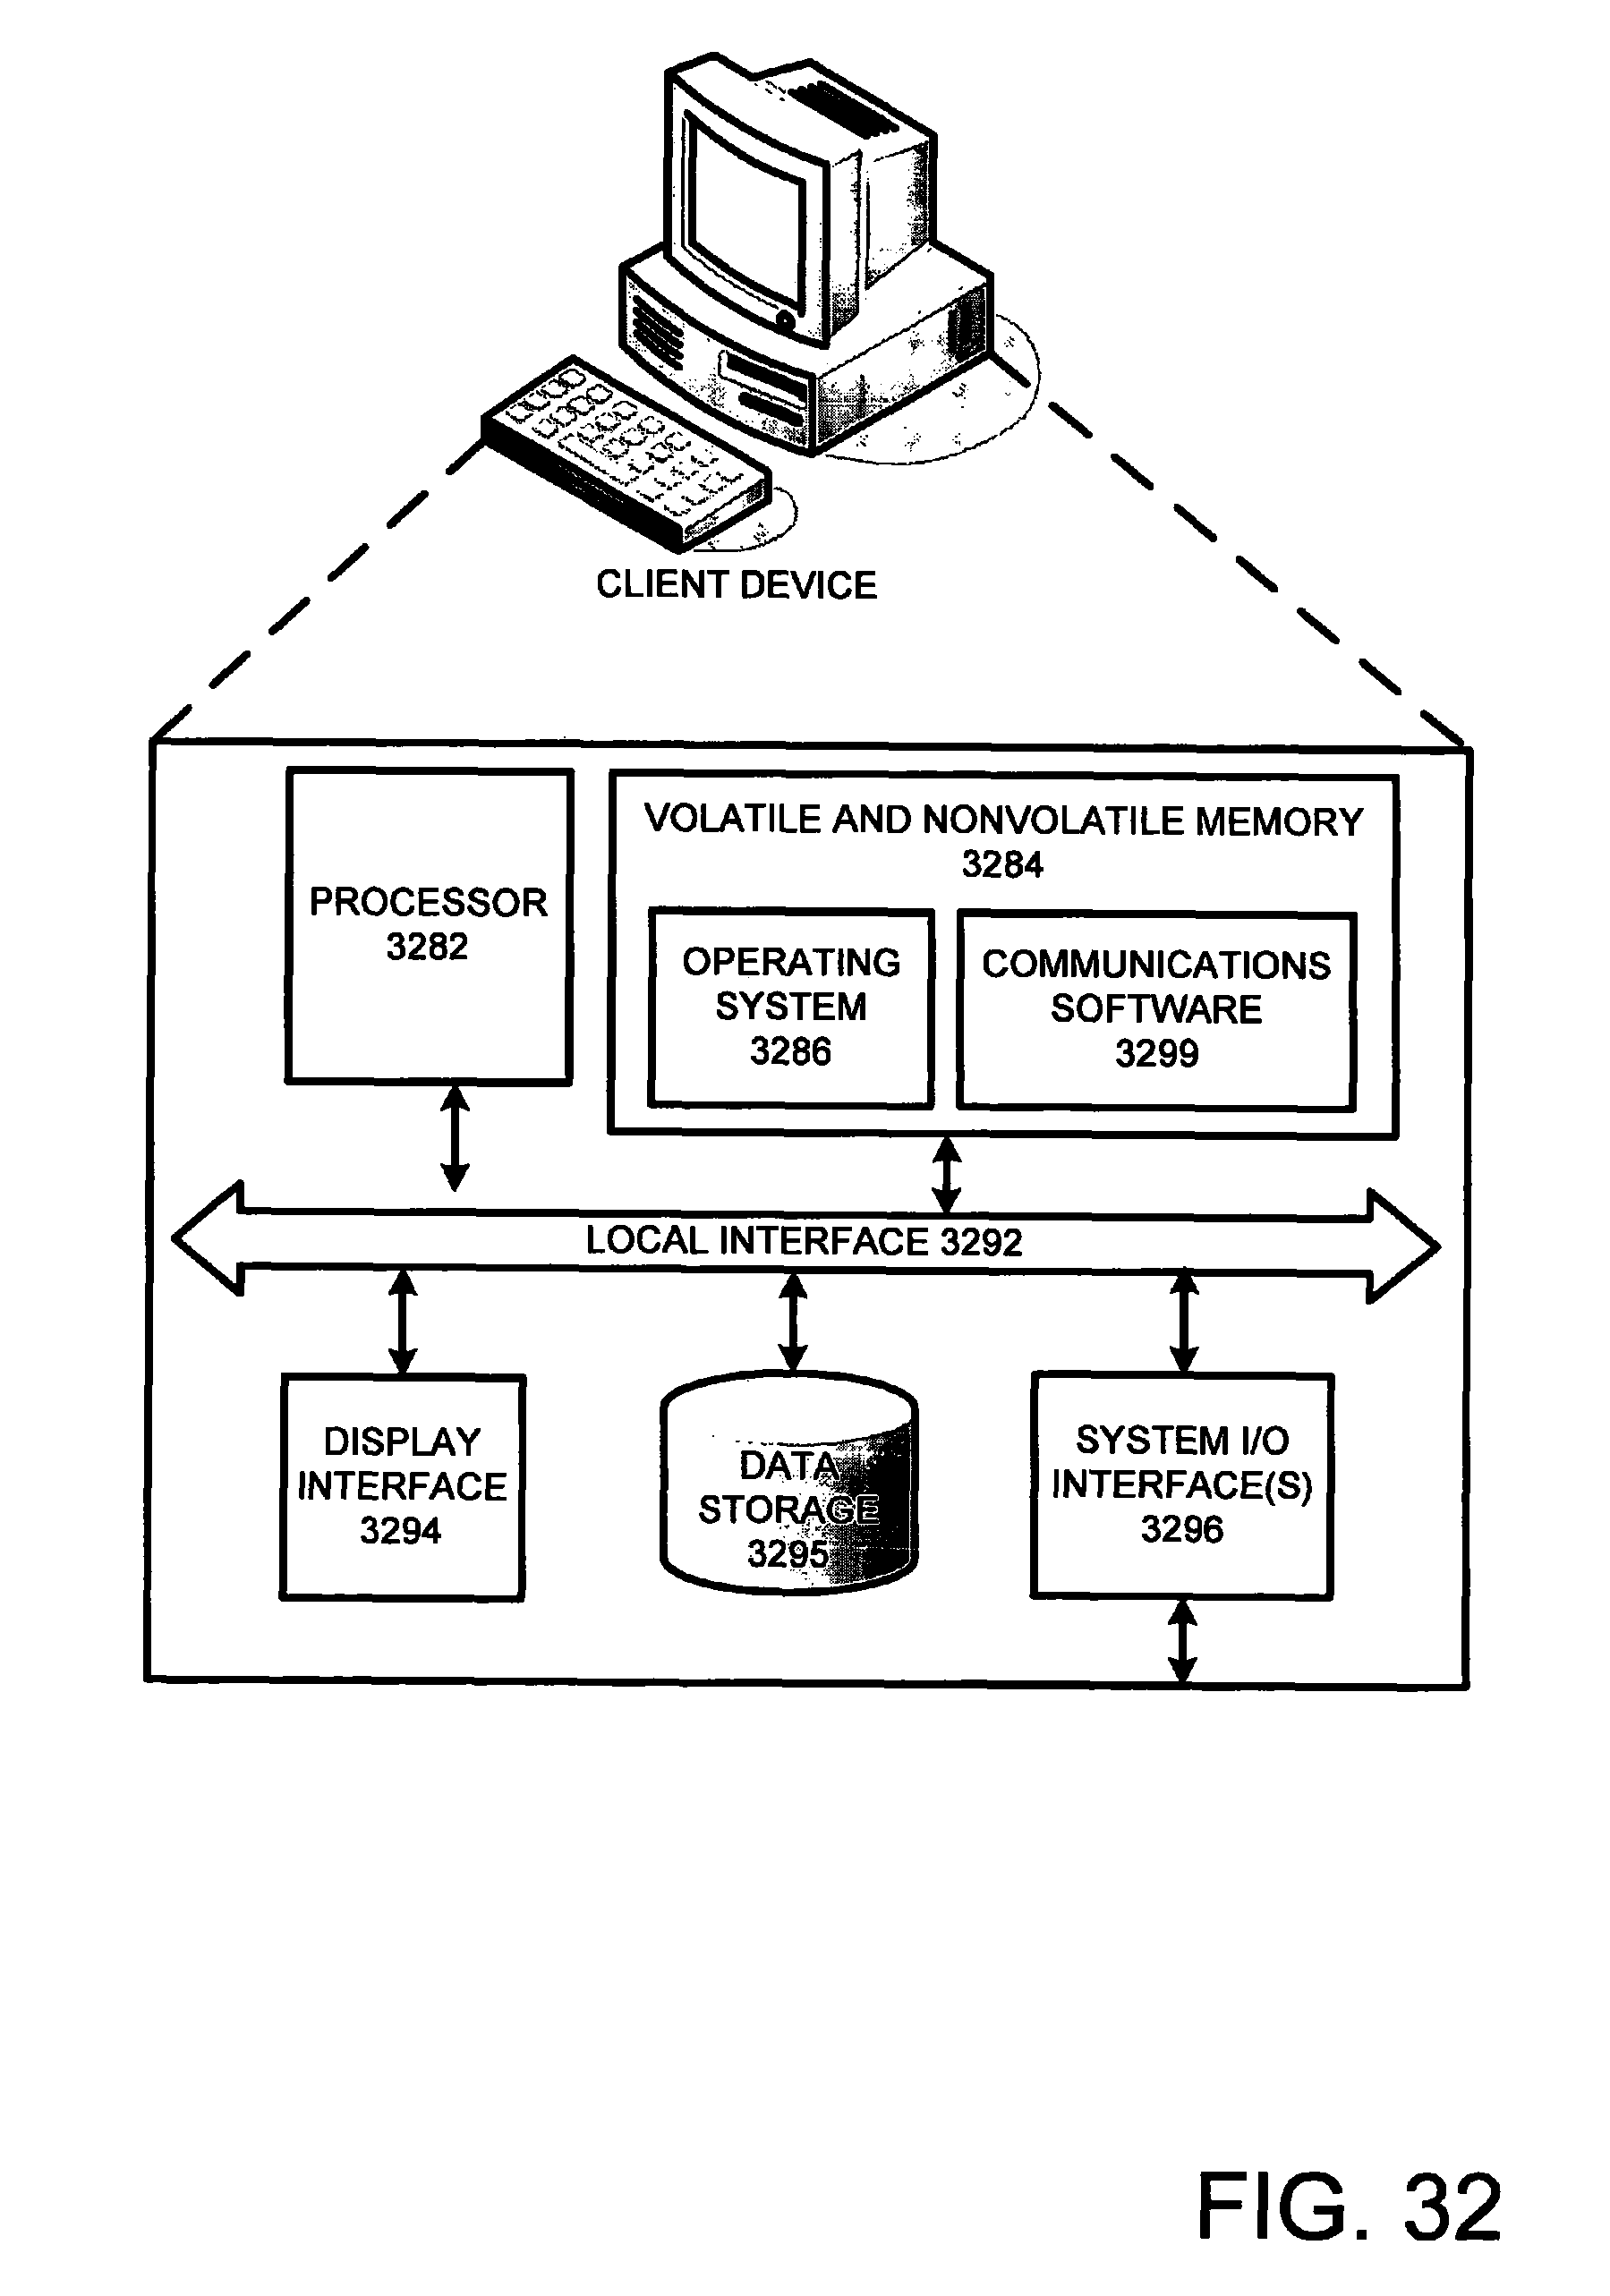 CLIENT DEVICE
PROCESSOR
3282
VOLATILE AND NONVOLATILE MEMORY
3284
OPERATING
SYSTEM
3286
COMMUNICATIONS
SOFTWARE
3299
LOCAL INTERFACE 3292
DISPLAY
INTERFACE
3294
DATA
STORAGE
3295
SYSTEM I/O
INTERFACE(S)
3296
FIG. 32